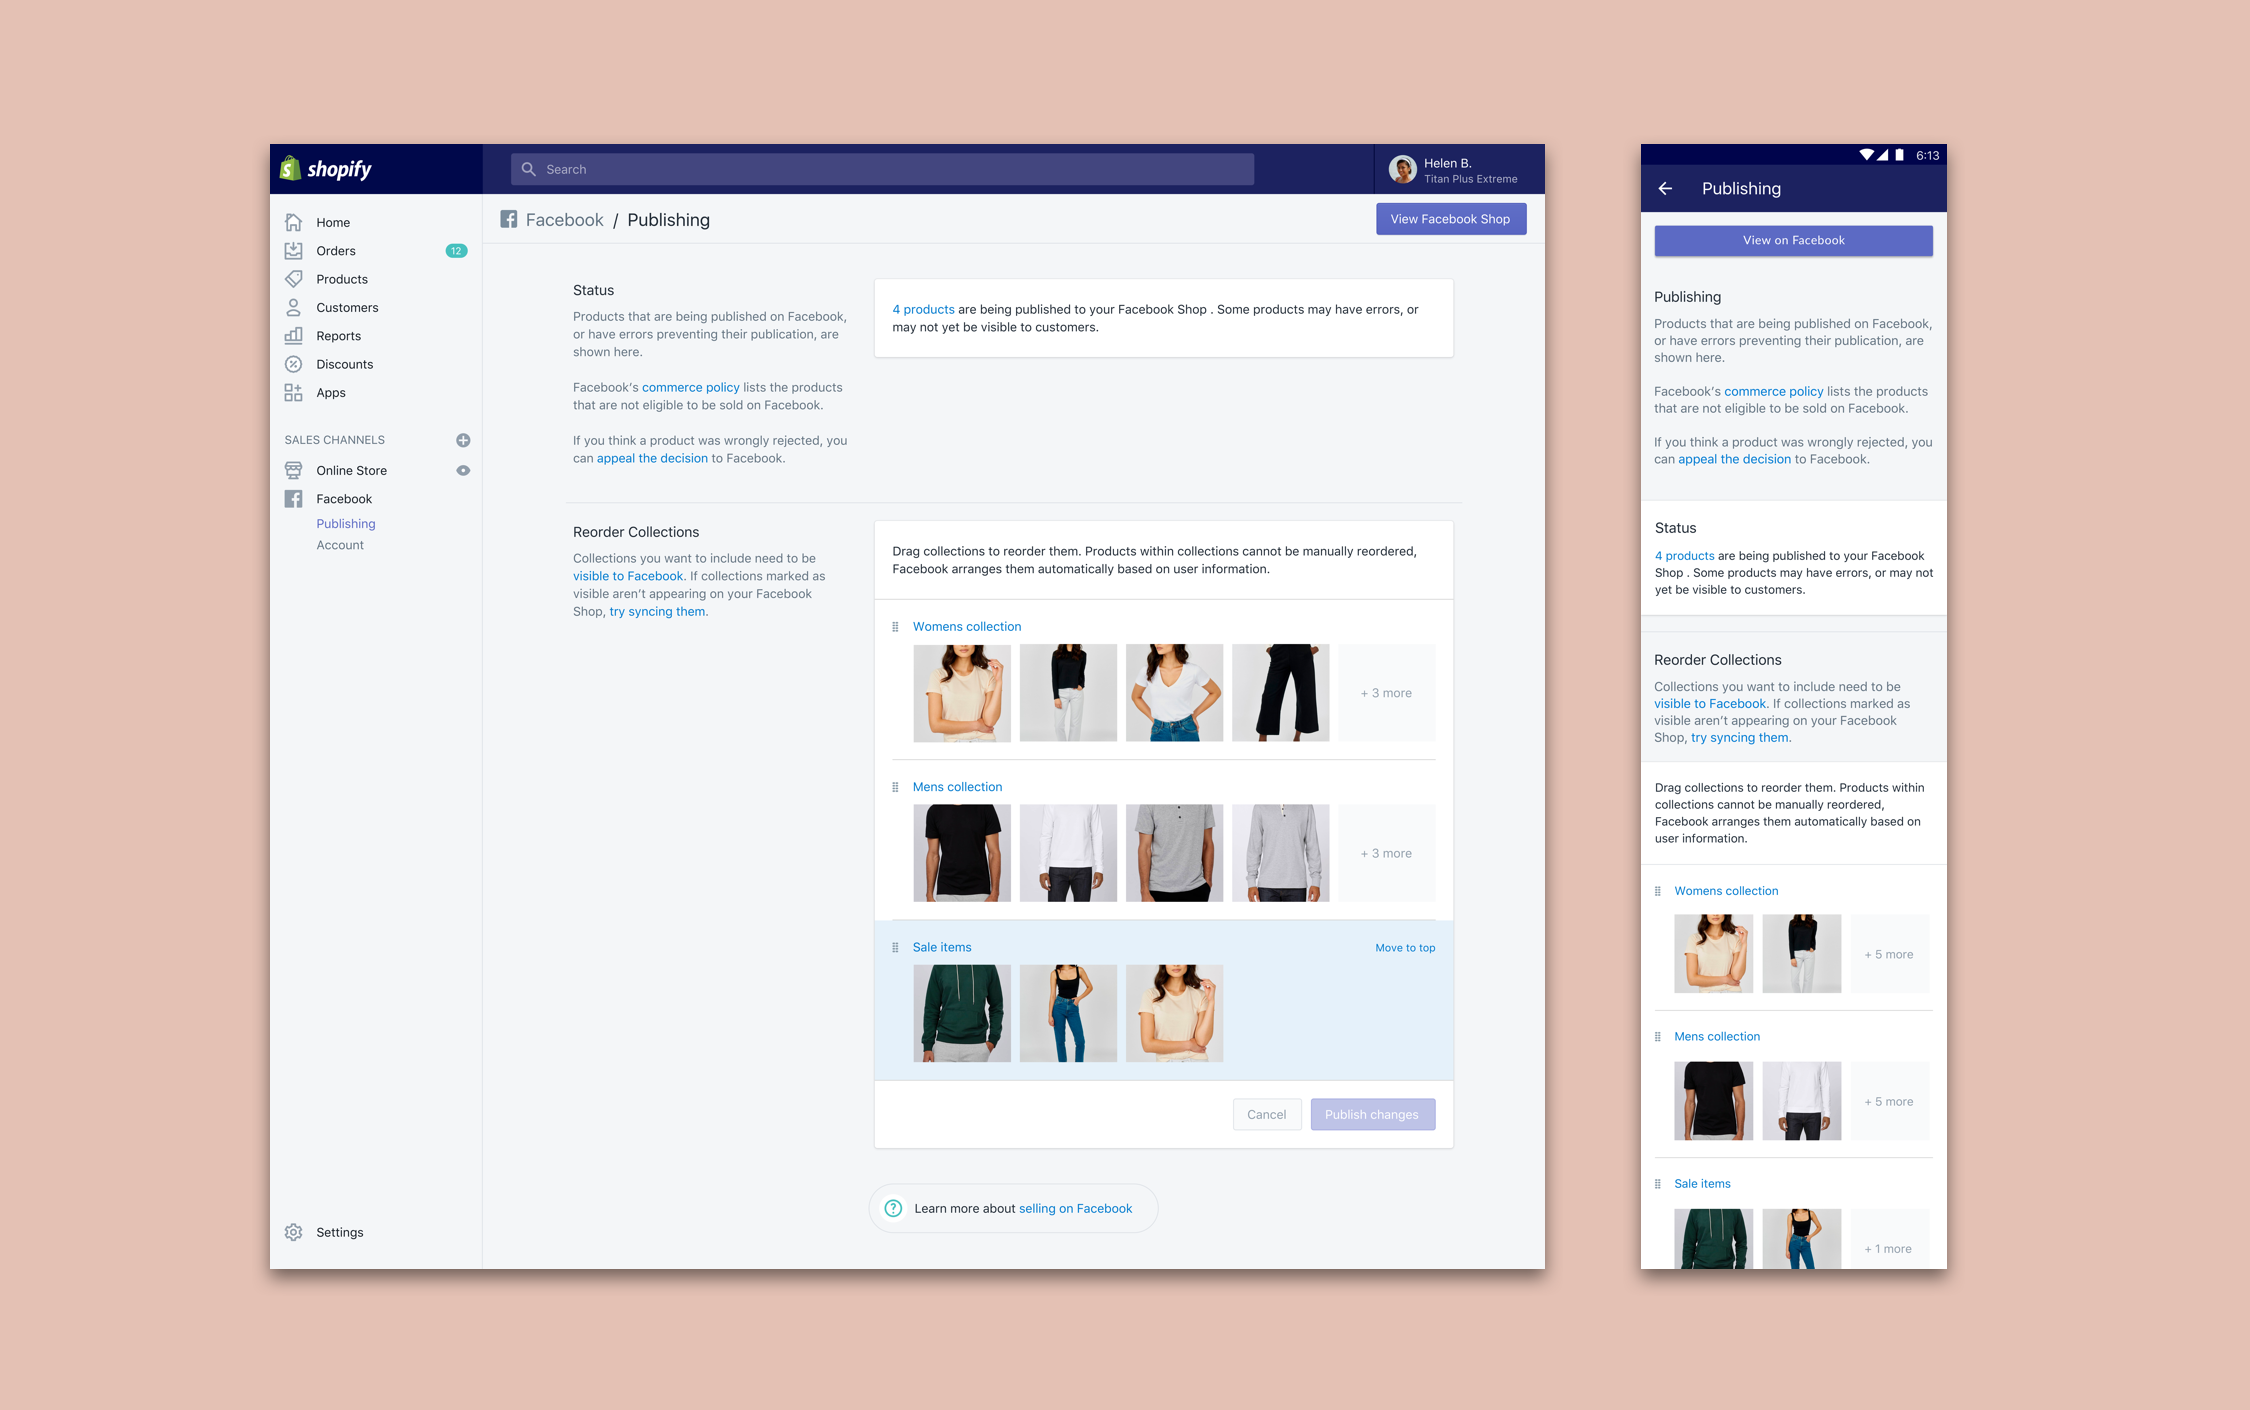 shopify
Search
Helen B.
Titan Plus Extreme
Home
Orders
12
Products
Customers
Reports
Discounts
Apps
SALES CHANNELS
Online Store
Facebook
Publishing
Account
Settings
Facebook / Publishing
View Facebook Shop
Status
Products that are being published on Facebook,
or have errors preventing their publication, are
shown here.
Facebook's commerce policy lists the products
that are not eligible to be sold on Facebook.
If you think a product was wrongly rejected, you
can appeal the decision to Facebook.
4 products are being published to your Facebook Shop . Some products may have errors, or
may not yet be visible to customers.
Reorder Collections
Collections you want to include need to be
visible to Facebook. If collections marked as
visible aren't appearing on your Facebook
Shop, try syncing them.
Drag collections to reorder them. Products within collections cannot be manually reordered,
Facebook arranges them automatically based on user information.
Womens collection
+ 3 more
Mens collection
+ 3 more
Sale items
Move to top
Cancel
Publish changes
Learn more about selling on Facebook
6:13
Publishing
View on Facebook
Publishing
Products that are being published on Facebook,
or have errors preventing their publication, are
shown here.
Facebook's commerce policy lists the products
that are not eligible to be sold on Facebook.
If you think a product was wrongly rejected, you
can appeal the decision to Facebook.
Status
4 products are being published to your Facebook
Shop . Some products may have errors, or may not
yet be visible to customers.
Reorder Collections
Collections you want to include need to be
visible to Facebook. If collections marked as
visible aren't appearing on your Facebook
Shop, try syncing them.
Drag collections to reorder them. Products within
collections cannot be manually reordered,
Facebook arranges them automatically based on
user information.
Womens collection
+ 5 more
Mens collection
+ 5 more
Sale items
+ 1 more